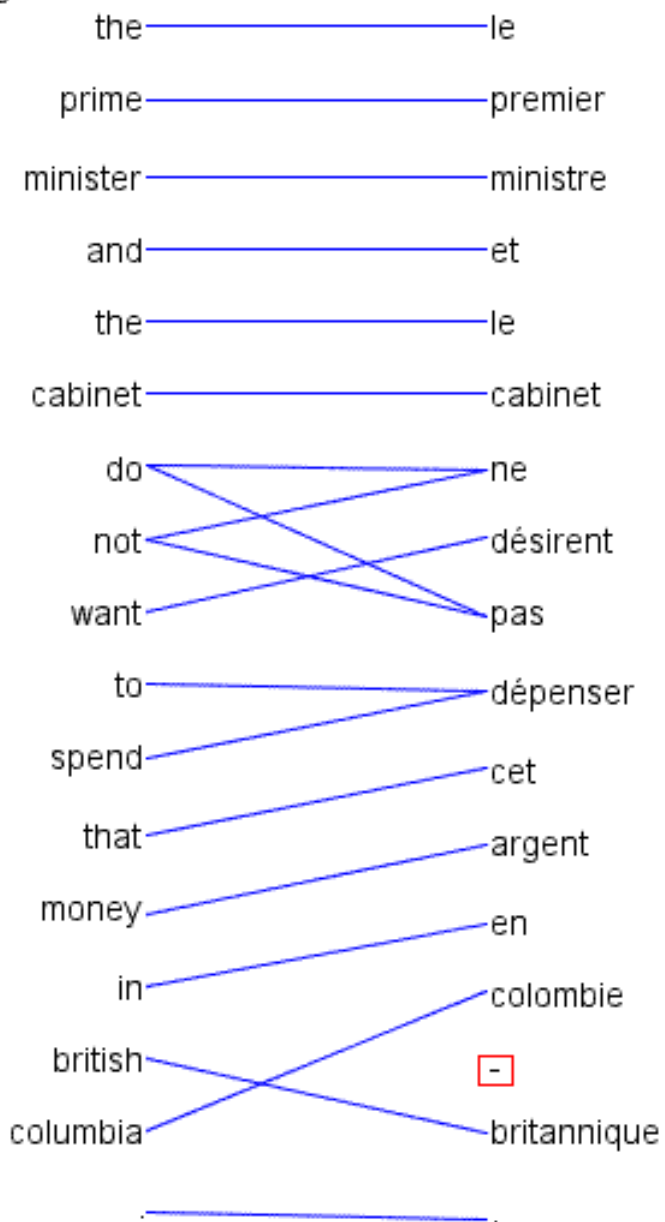 the le
prime premier
minister ministre
and et
the le
cabinet cabinet
do ne
not désirent
want pas
to dépenser
spend cet
that argent
money en
in colombie
british -
columbia britannique
. .